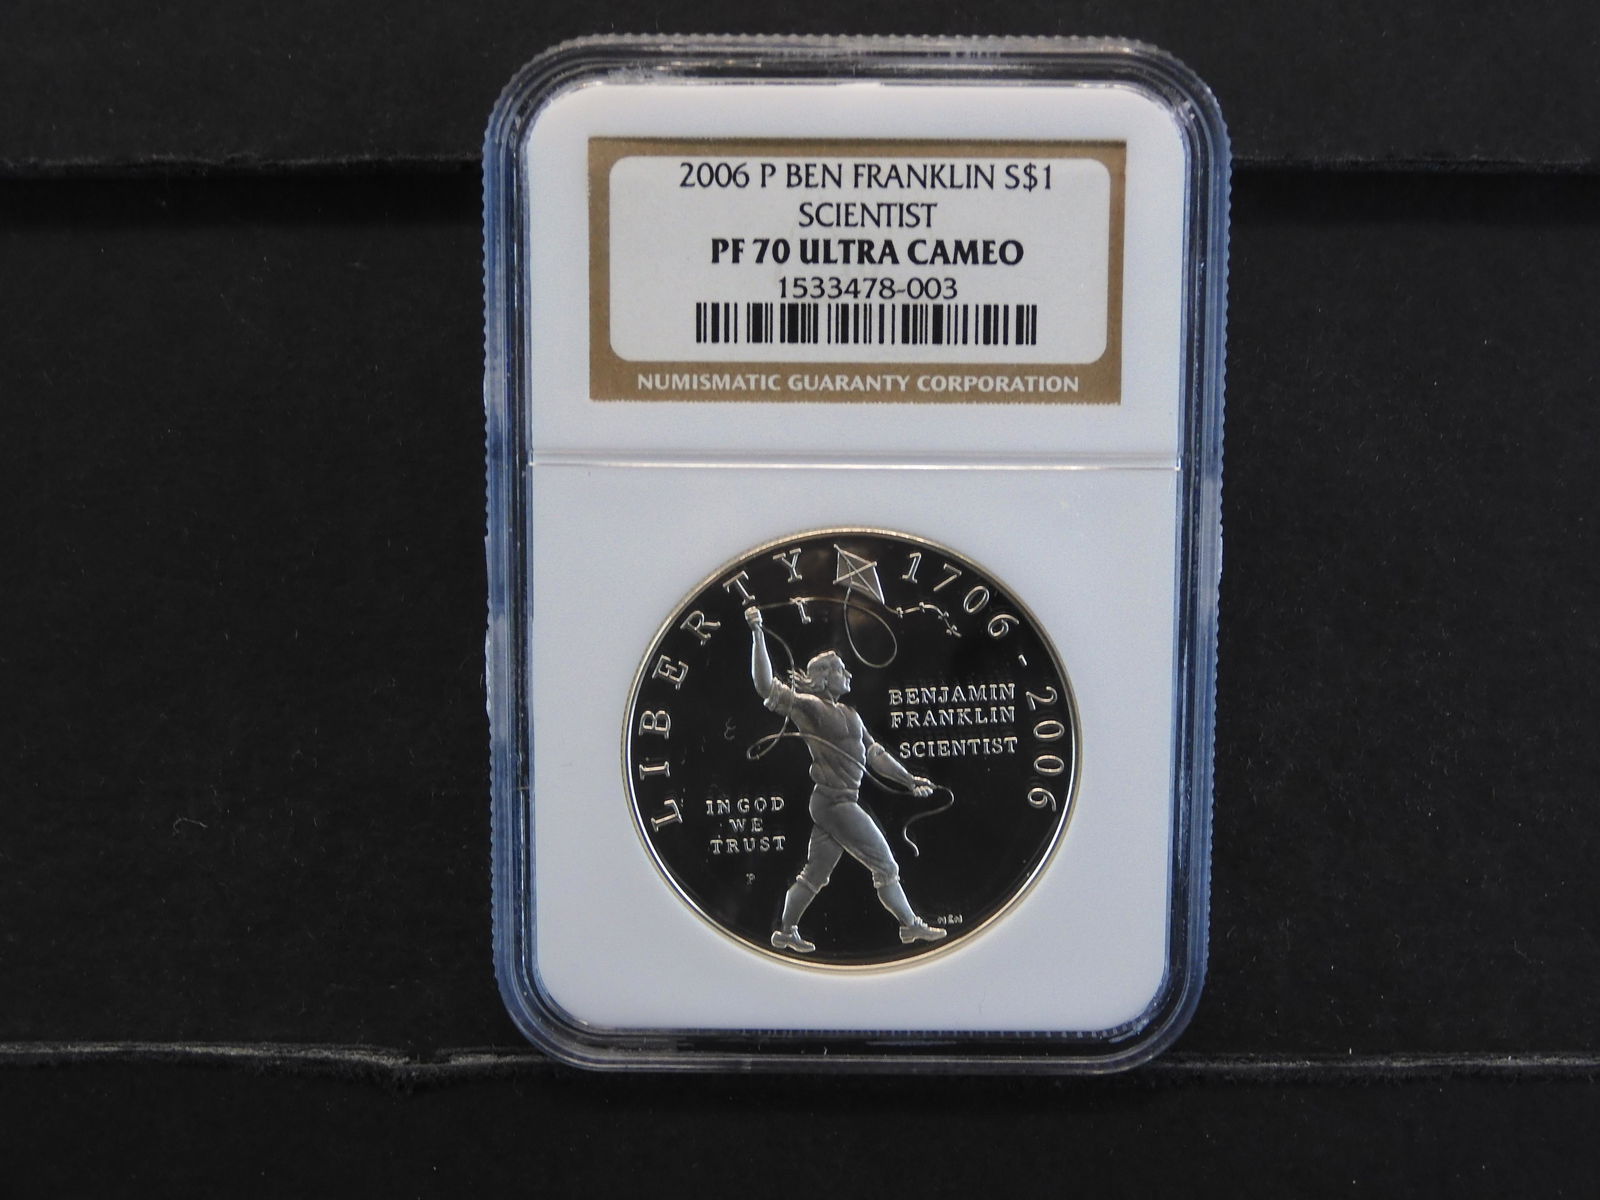 2006 P BEN FRANKLIN S$1
SCIENTIST
PF 70 ULTRA CAMEO
1533478-003
NUMISMATIC GUARANTY CORPORATION
LIBERTY 1706-2006
BENJAMIN
FRANKLIN
SCIENTIST
IN GOD
WE
TRUST
P